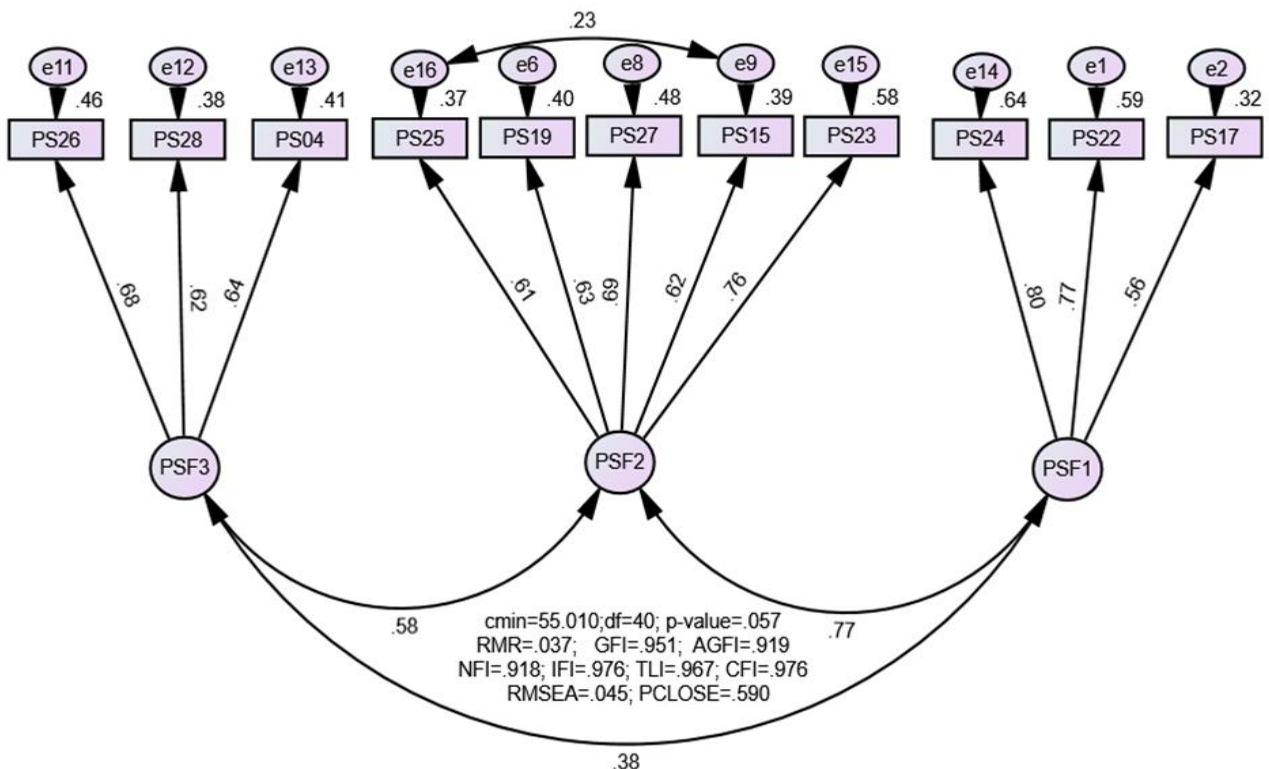 .23
e11 e12 e13 e16 e6 e8 e9 e15 e14 e1 e2
.46 .38 .41 .37 .40 .48 .39 .58 .64 .59 .32
PS26 PS28 PS04 PS25 PS19 PS27 PS15 PS23 PS24 PS22 PS17
.68 .62 .64 .61 .63 .69 .62 .76 .80 .77 .56
PSF3 PSF2 PSF1
.58 .77
cmin=55.010;df=40; p-value=.057
RMR=.037; GFI=.951; AGFI=.919
NFI=.918; IFI=.976; TLI=.967; CFI=.976
RMSEA=.045; PCLOSE=.590
.38